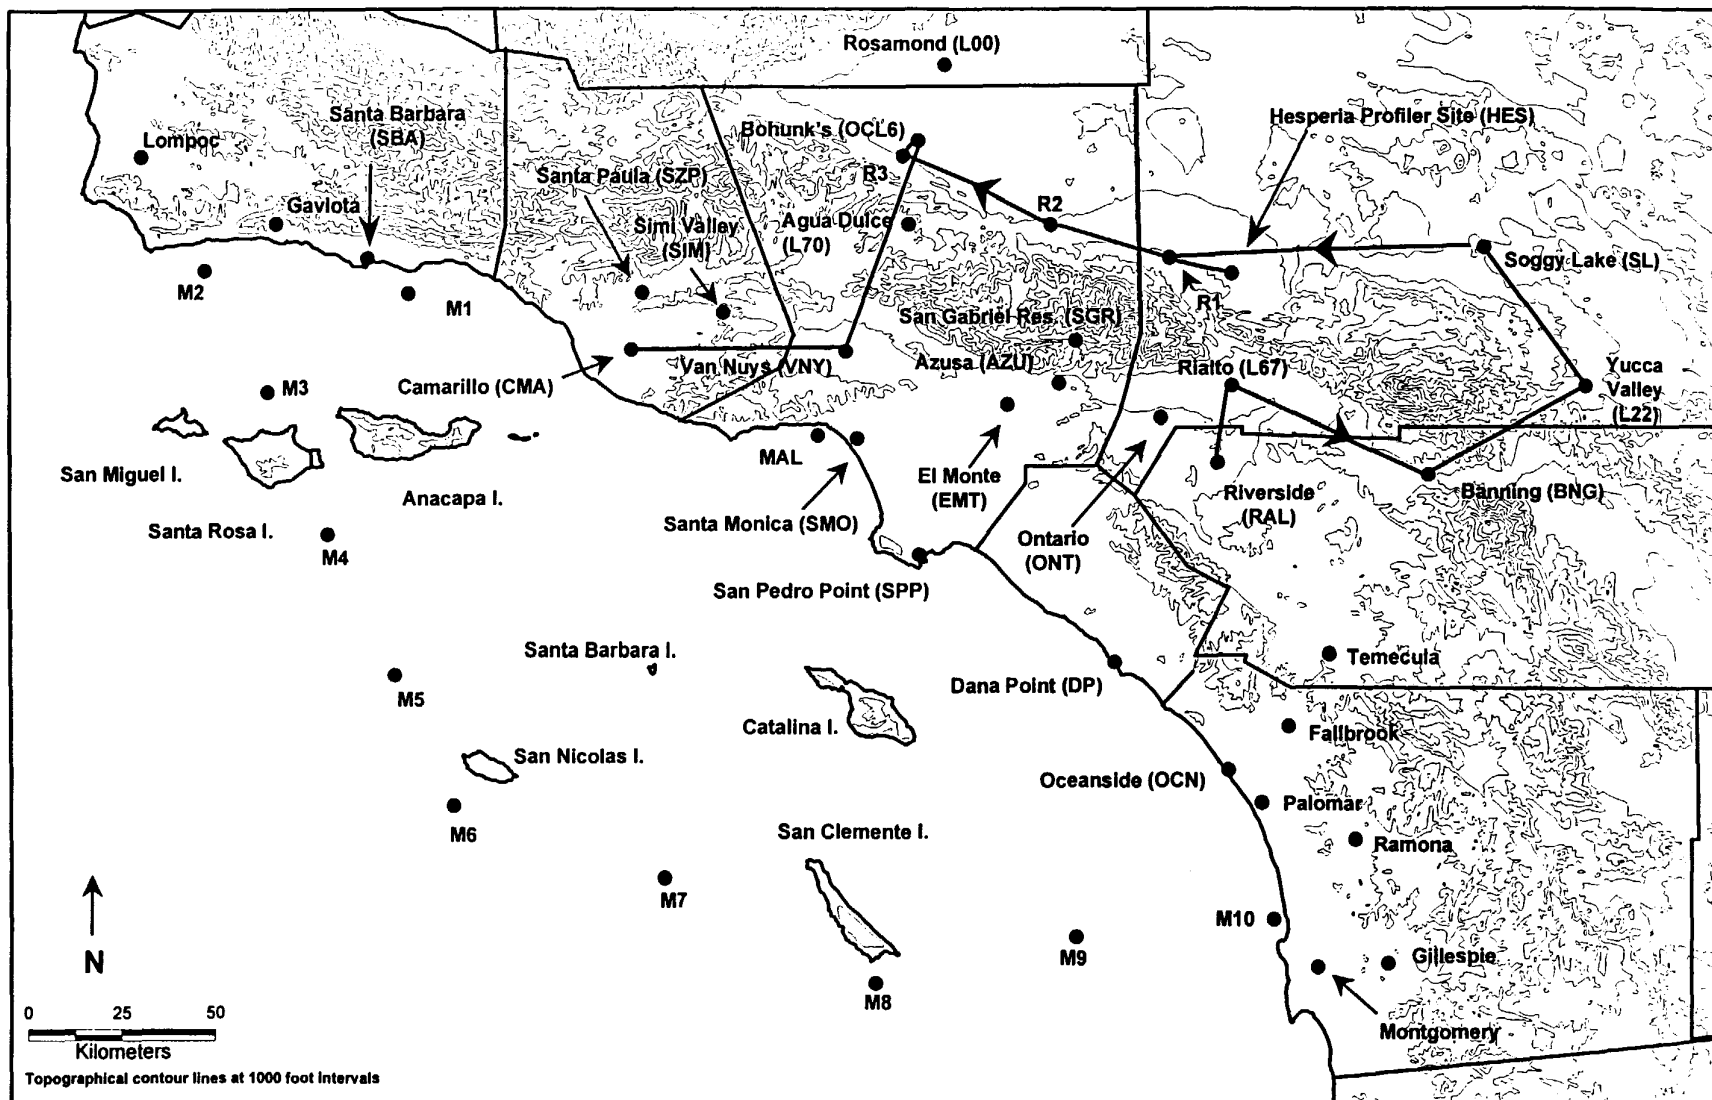 Rosamond (L00)
Santa Barbara
(SBA)
Lompoc
Bohunk's (OCL6)
Hesperia Profiler Site (HES)
Santa Paula (SZP)
R3
Gaviota
Simi Valley
(SIM)
Agua Dulce
(L70)
R2
Soggy Lake (SL)
M2
M1
R1
San Gabriel Res. (SGR)
Van Nuys (VNY)
Azusa (AZU)
Rialto (L67)
Yucca
Valley
(L22)
Camarillo (CMA)
M3
MAL
San Miguel I.
Anacapa I.
El Monte
(EMT)
Riverside
(RAL)
Banning (BNG)
Santa Rosa I.
Santa Monica (SMO)
Ontario
(ONT)
M4
San Pedro Point (SPP)
Santa Barbara I.
Temecula
M5
Dana Point (DP)
Catalina I.
Fallbrook
San Nicolas I.
Oceanside (OCN)
Palomar
M6
San Clemente I.
Ramona
M7
M10
N
M9
Gillespie
M8
0 25 50
Kilometers
Montgomery
Topographical contour lines at 1000 foot intervals